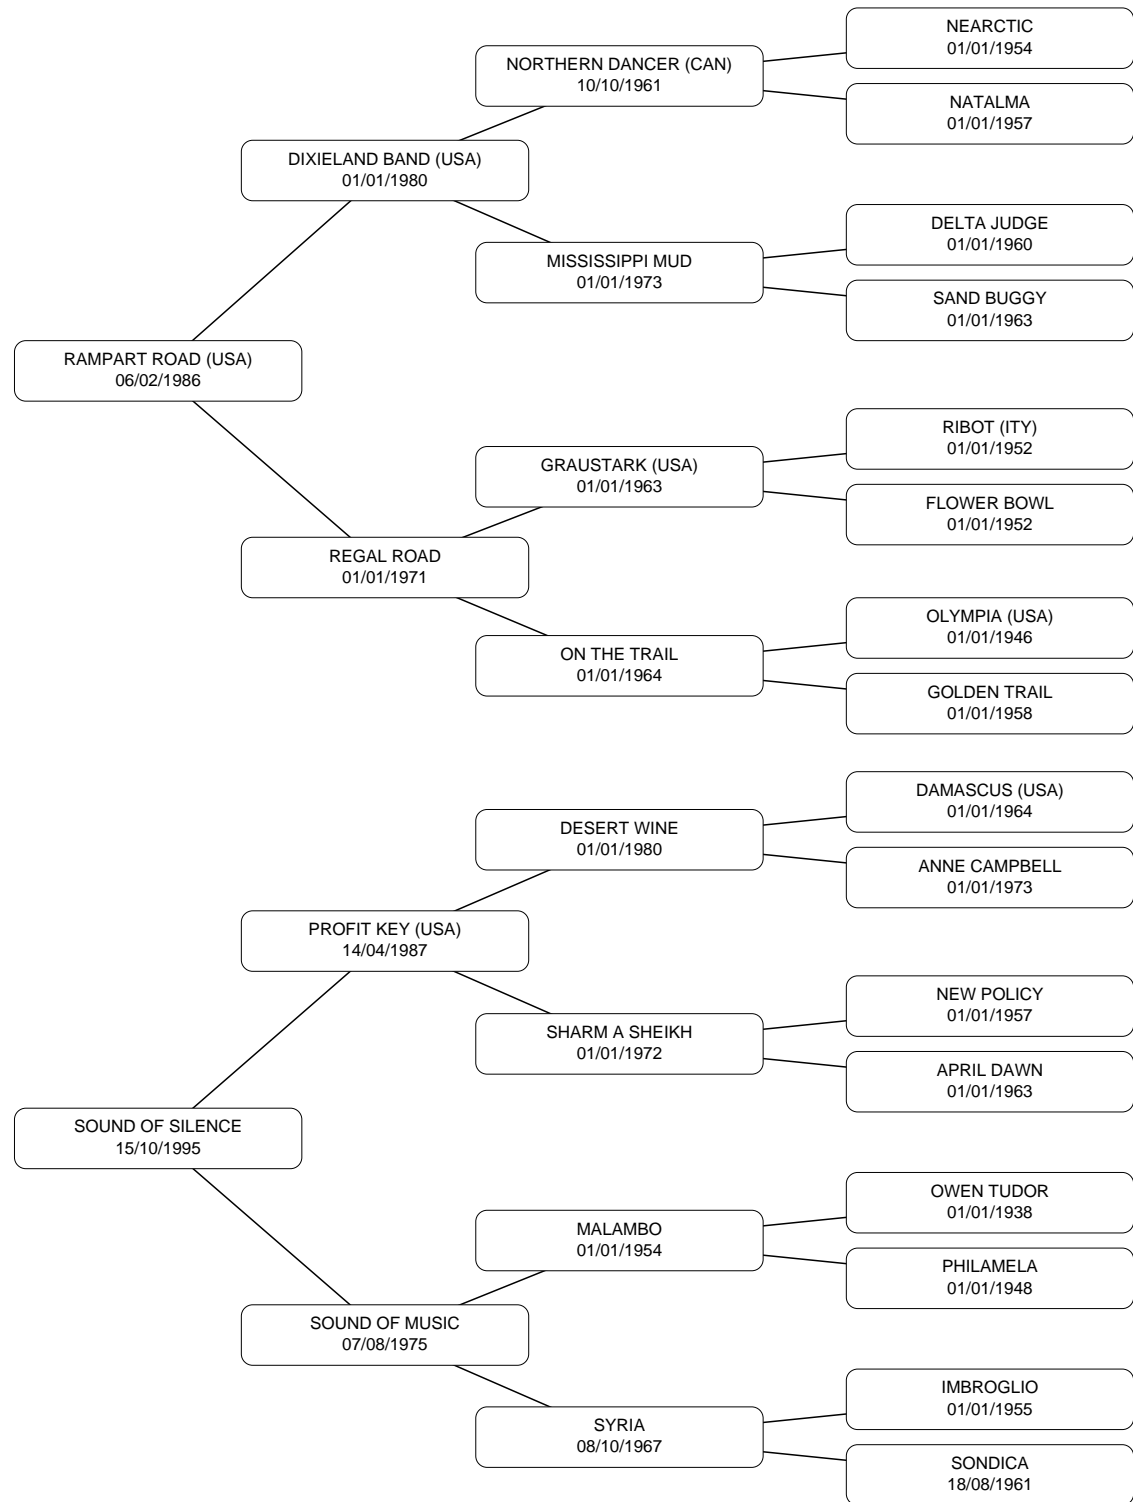 NEARCTIC
01/01/1954
NORTHERN DANCER (CAN)
10/10/1961
NATALMA
01/01/1957
DIXIELAND BAND (USA)
01/01/1980
DELTA JUDGE
01/01/1960
MISSISSIPPI MUD
01/01/1973
SAND BUGGY
01/01/1963
RAMPART ROAD (USA)
06/02/1986
RIBOT (ITY)
01/01/1952
GRAUSTARK (USA)
01/01/1963
FLOWER BOWL
01/01/1952
REGAL ROAD
01/01/1971
OLYMPIA (USA)
01/01/1946
ON THE TRAIL
01/01/1964
GOLDEN TRAIL
01/01/1958
DAMASCUS (USA)
01/01/1964
DESERT WINE
01/01/1980
ANNE CAMPBELL
01/01/1973
PROFIT KEY (USA)
14/04/1987
NEW POLICY
01/01/1957
SHARM A SHEIKH
01/01/1972
APRIL DAWN
01/01/1963
SOUND OF SILENCE
15/10/1995
OWEN TUDOR
01/01/1938
MALAMBO
01/01/1954
PHILAMELA
01/01/1948
SOUND OF MUSIC
07/08/1975
IMBROGLIO
01/01/1955
SYRIA
08/10/1967
SONDICA
18/08/1961